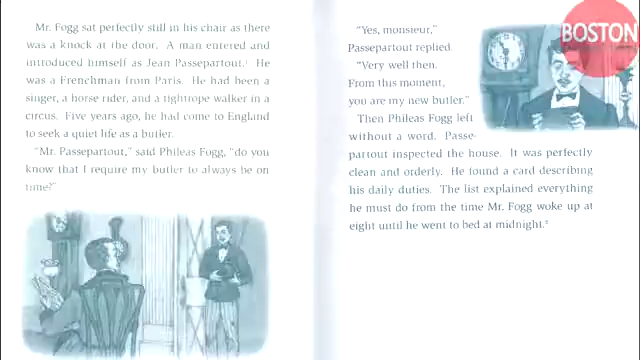 Mr. Fogg sat perfectly still in his chair as there
was a knock at the door. A man entered and
introduced himself as Jean Passepartout.¹ He
was a Frenchman from Paris. He had been a
singer, a horse rider, and a tightrope walker in a
circus. Five years ago, he had come to England
to seek a quiet life as a butler.
“Mr. Passepartout,” said Phileas Fogg, “do you
know that I require my butler to always be on
time?”
“Yes, monsieur,”
Passepartout replied.
“Very well then.
From this moment,
you are my new butler.”
Then Phileas Fogg left
without a word. Passe-
partout inspected the house. It was perfectly
clean and orderly. He found a card describing
his daily duties. The list explained everything
he must do from the time Mr. Fogg woke up at
eight until he went to bed at midnight.²
BOSTON